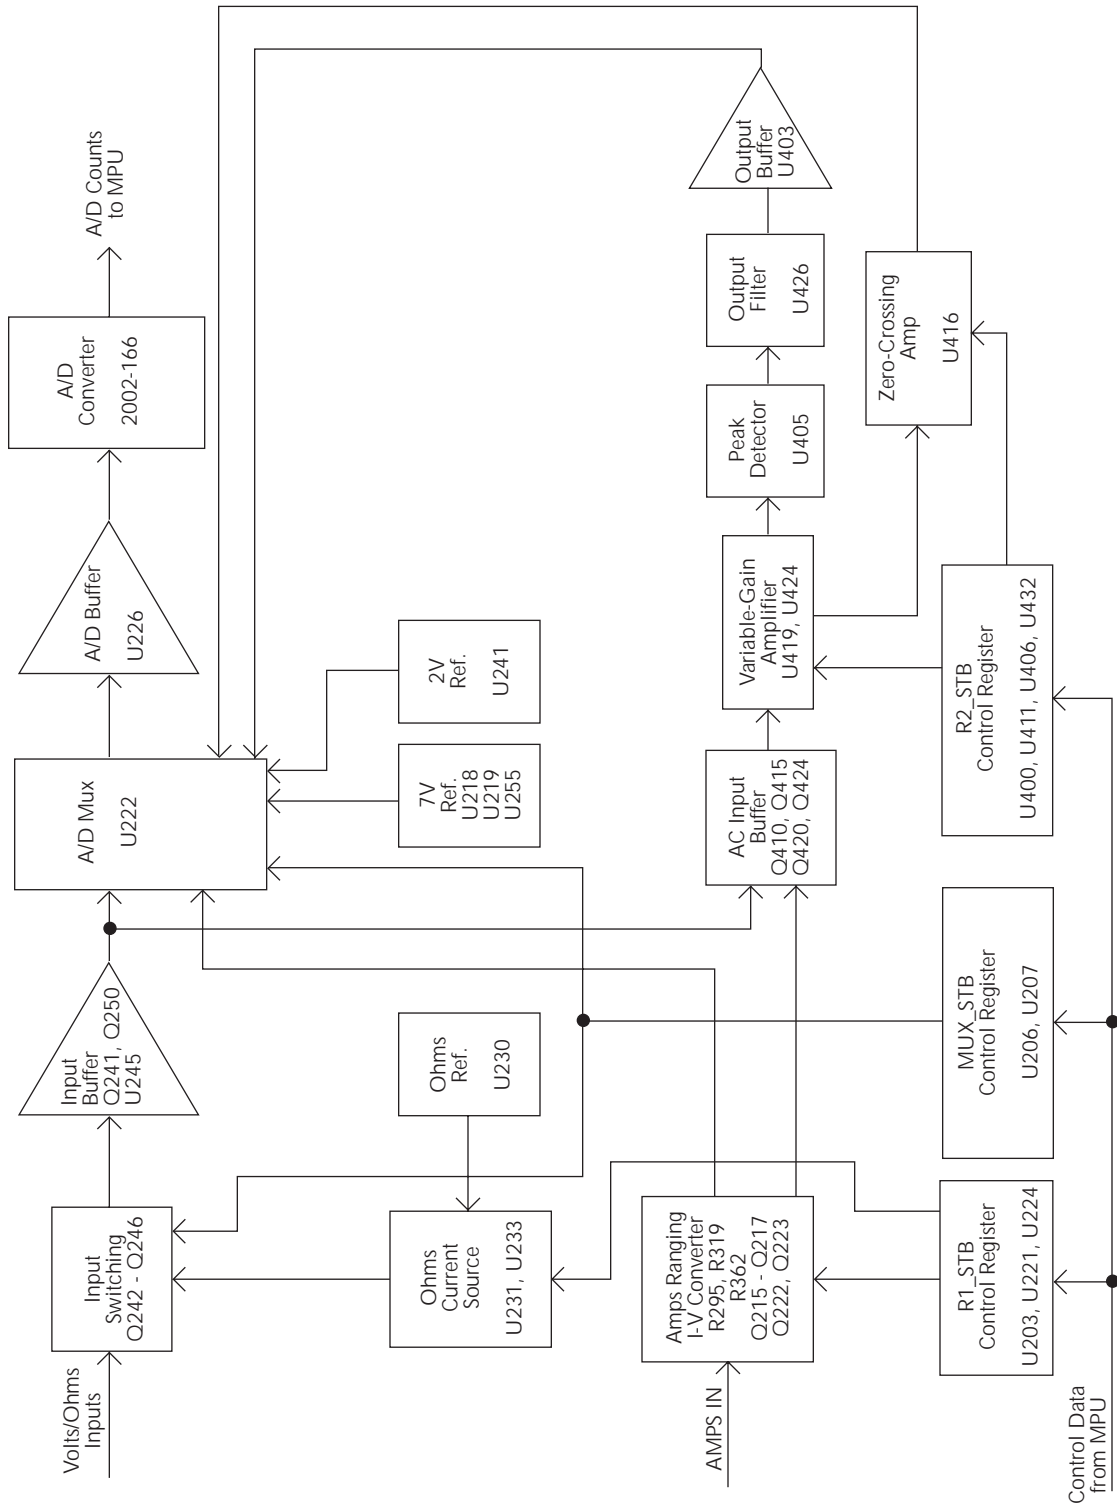 Volts/Ohms
Inputs
Input
Switching
Q242 - Q246
Input
Buffer
Q241, Q250
U245
A/D Mux
U222
A/D Buffer
U226
A/D
Converter
2002-166
A/D Counts
to MPU
Ohms
Current
Source
U231, U233
Ohms
Ref.
U230
7V
Ref.
U218
U219
U255
2V
Ref.
U241
AMPS IN
Amps Ranging
I-V Converter
R295, R319
R362
Q215 - Q217
Q222, Q223
AC Input
Buffer
Q410, Q415
Q420, Q424
Variable-Gain
Amplifier
U419, U424
Peak
Detector
U405
Output
Filter
U426
Output
Buffer
U403
Zero-Crossing
Amp
U416
Control Data
from MPU
R1_STB
Control Register
U203, U221, U224
MUX_STB
Control Register
U206, U207
R2_STB
Control Register
U400, U411, U406, U432